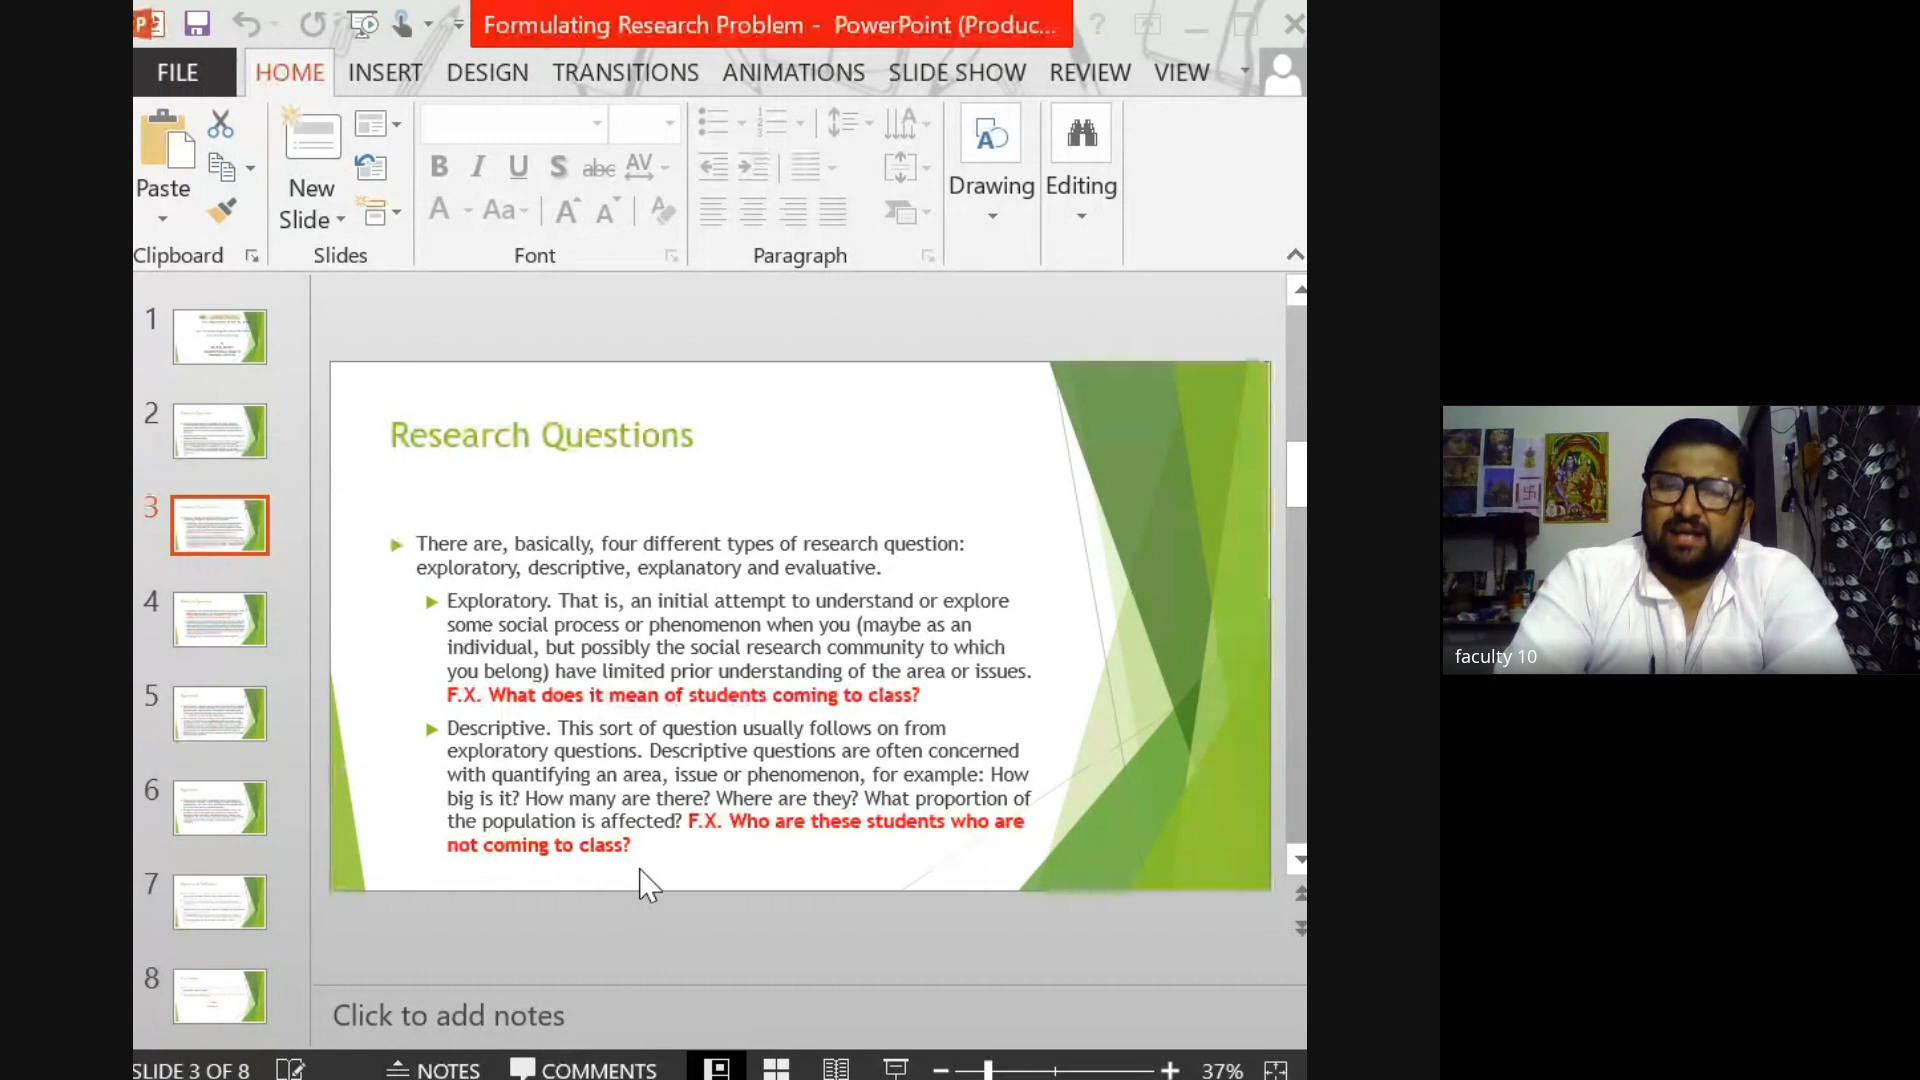 Formulating Research Problem - PowerPoint (Produc...
FILE HOME INSERT DESIGN TRANSITIONS ANIMATIONS SLIDE SHOW REVIEW VIEW
Paste
New
Slide
Drawing
Editing
Clipboard
Slides
Font
Paragraph
1
2
3
4
5
6
7
8
Research Questions
There are, basically, four different types of research question:
exploratory, descriptive, explanatory and evaluative.
Exploratory. That is, an initial attempt to understand or explore
some social process or phenomenon when you (maybe as an
individual, but possibly the social research community to which
you belong) have limited prior understanding of the area or issues.
F.X. What does it mean of students coming to class?
Descriptive. This sort of question usually follows on from
exploratory questions. Descriptive questions are often concerned
with quantifying an area, issue or phenomenon, for example: How
big is it? How many are there? Where are they? What proportion of
the population is affected? F.X. Who are these students who are
not coming to class?
Click to add notes
SLIDE 3 OF 8 NOTES COMMENTS 37%
faculty 10